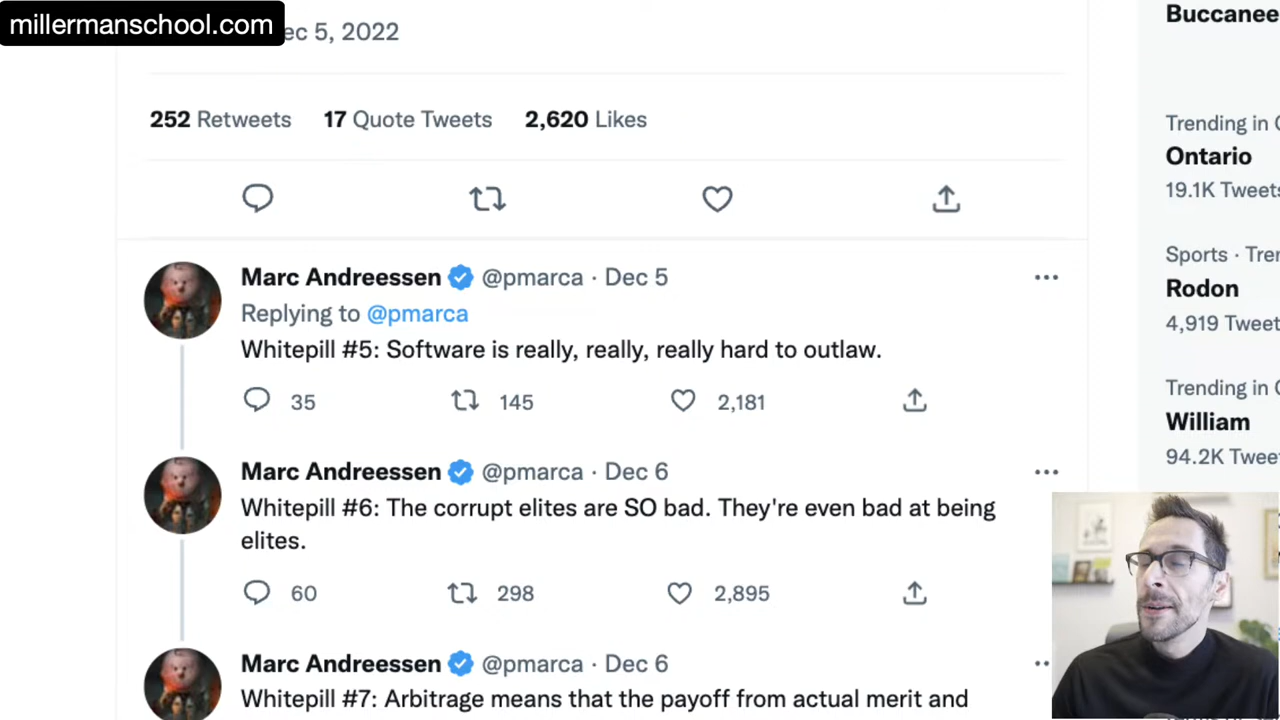 millermanschool.com
ec 5, 2022
252 Retweets 17 Quote Tweets 2,620 Likes
Marc Andreessen @pmarca · Dec 5
Replying to @pmarca
Whitepill #5: Software is really, really, really hard to outlaw.
35 145 2,181
Marc Andreessen @pmarca · Dec 6
Whitepill #6: The corrupt elites are SO bad. They're even bad at being
elites.
60 298 2,895
Marc Andreessen @pmarca · Dec 6
Whitepill #7: Arbitrage means that the payoff from actual merit and
Buccanee
Trending in C
Ontario
19.1K Tweets
Sports · Tren
Rodon
4,919 Tweet
Trending in C
William
94.2K Twee